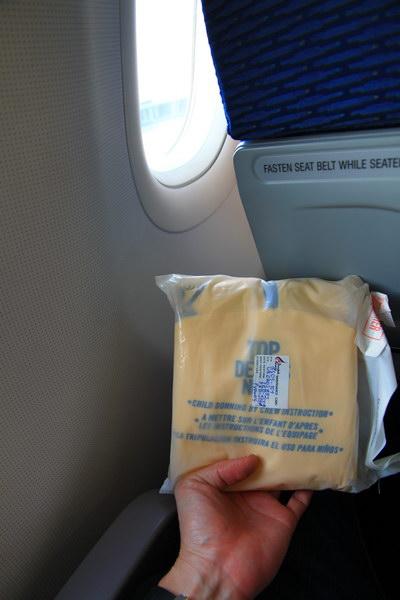 FASTEN SEAT BELT WHILE SEATED
TOP
DE
*CHILD DONNING BY CREW INSTRUCTION*
A METTRE SUR L'ENFANT D'APRES
LES INSTRUCTIONS DE L'EQUIPAGE*
LA TRIPULACION INSTRUIRA EL USO PARA NIÑOS*